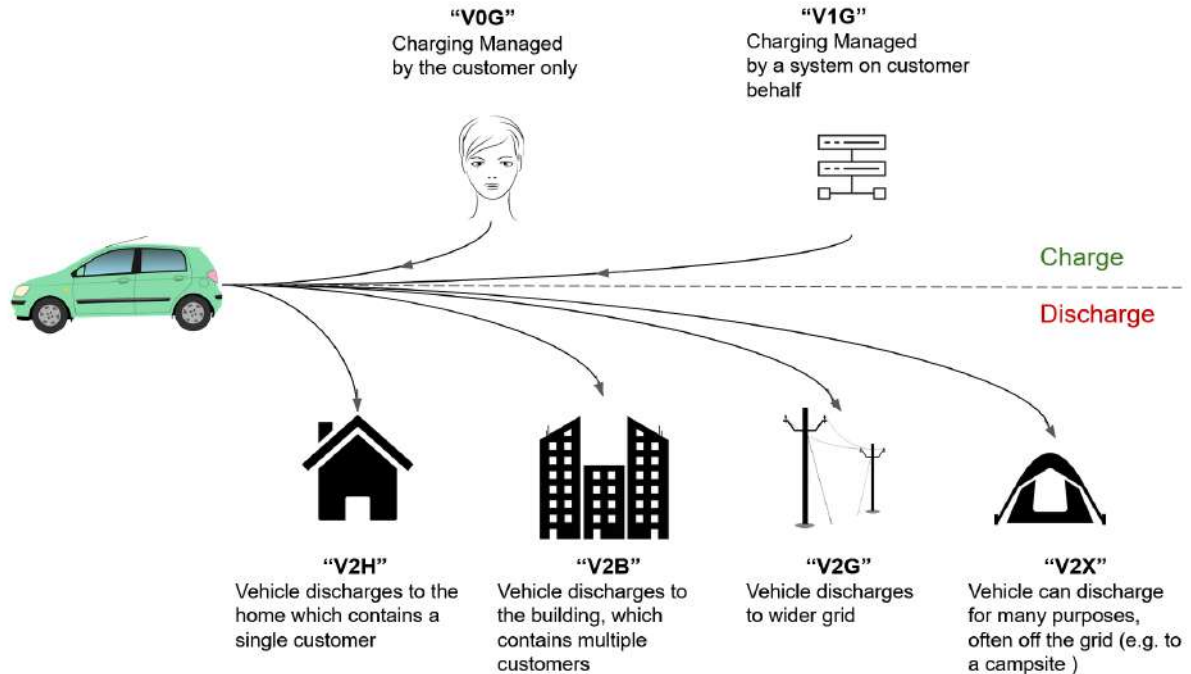 “V0G”
Charging Managed
by the customer only
“V1G”
Charging Managed
by a system on customer
behalf
Charge
Discharge
“V2H”
Vehicle discharges to the
home which contains a
single customer
“V2B”
Vehicle discharges to
the building, which
contains multiple
customers
“V2G”
Vehicle discharges
to wider grid
“V2X”
Vehicle can discharge
for many purposes,
often off the grid (e.g. to
a campsite )